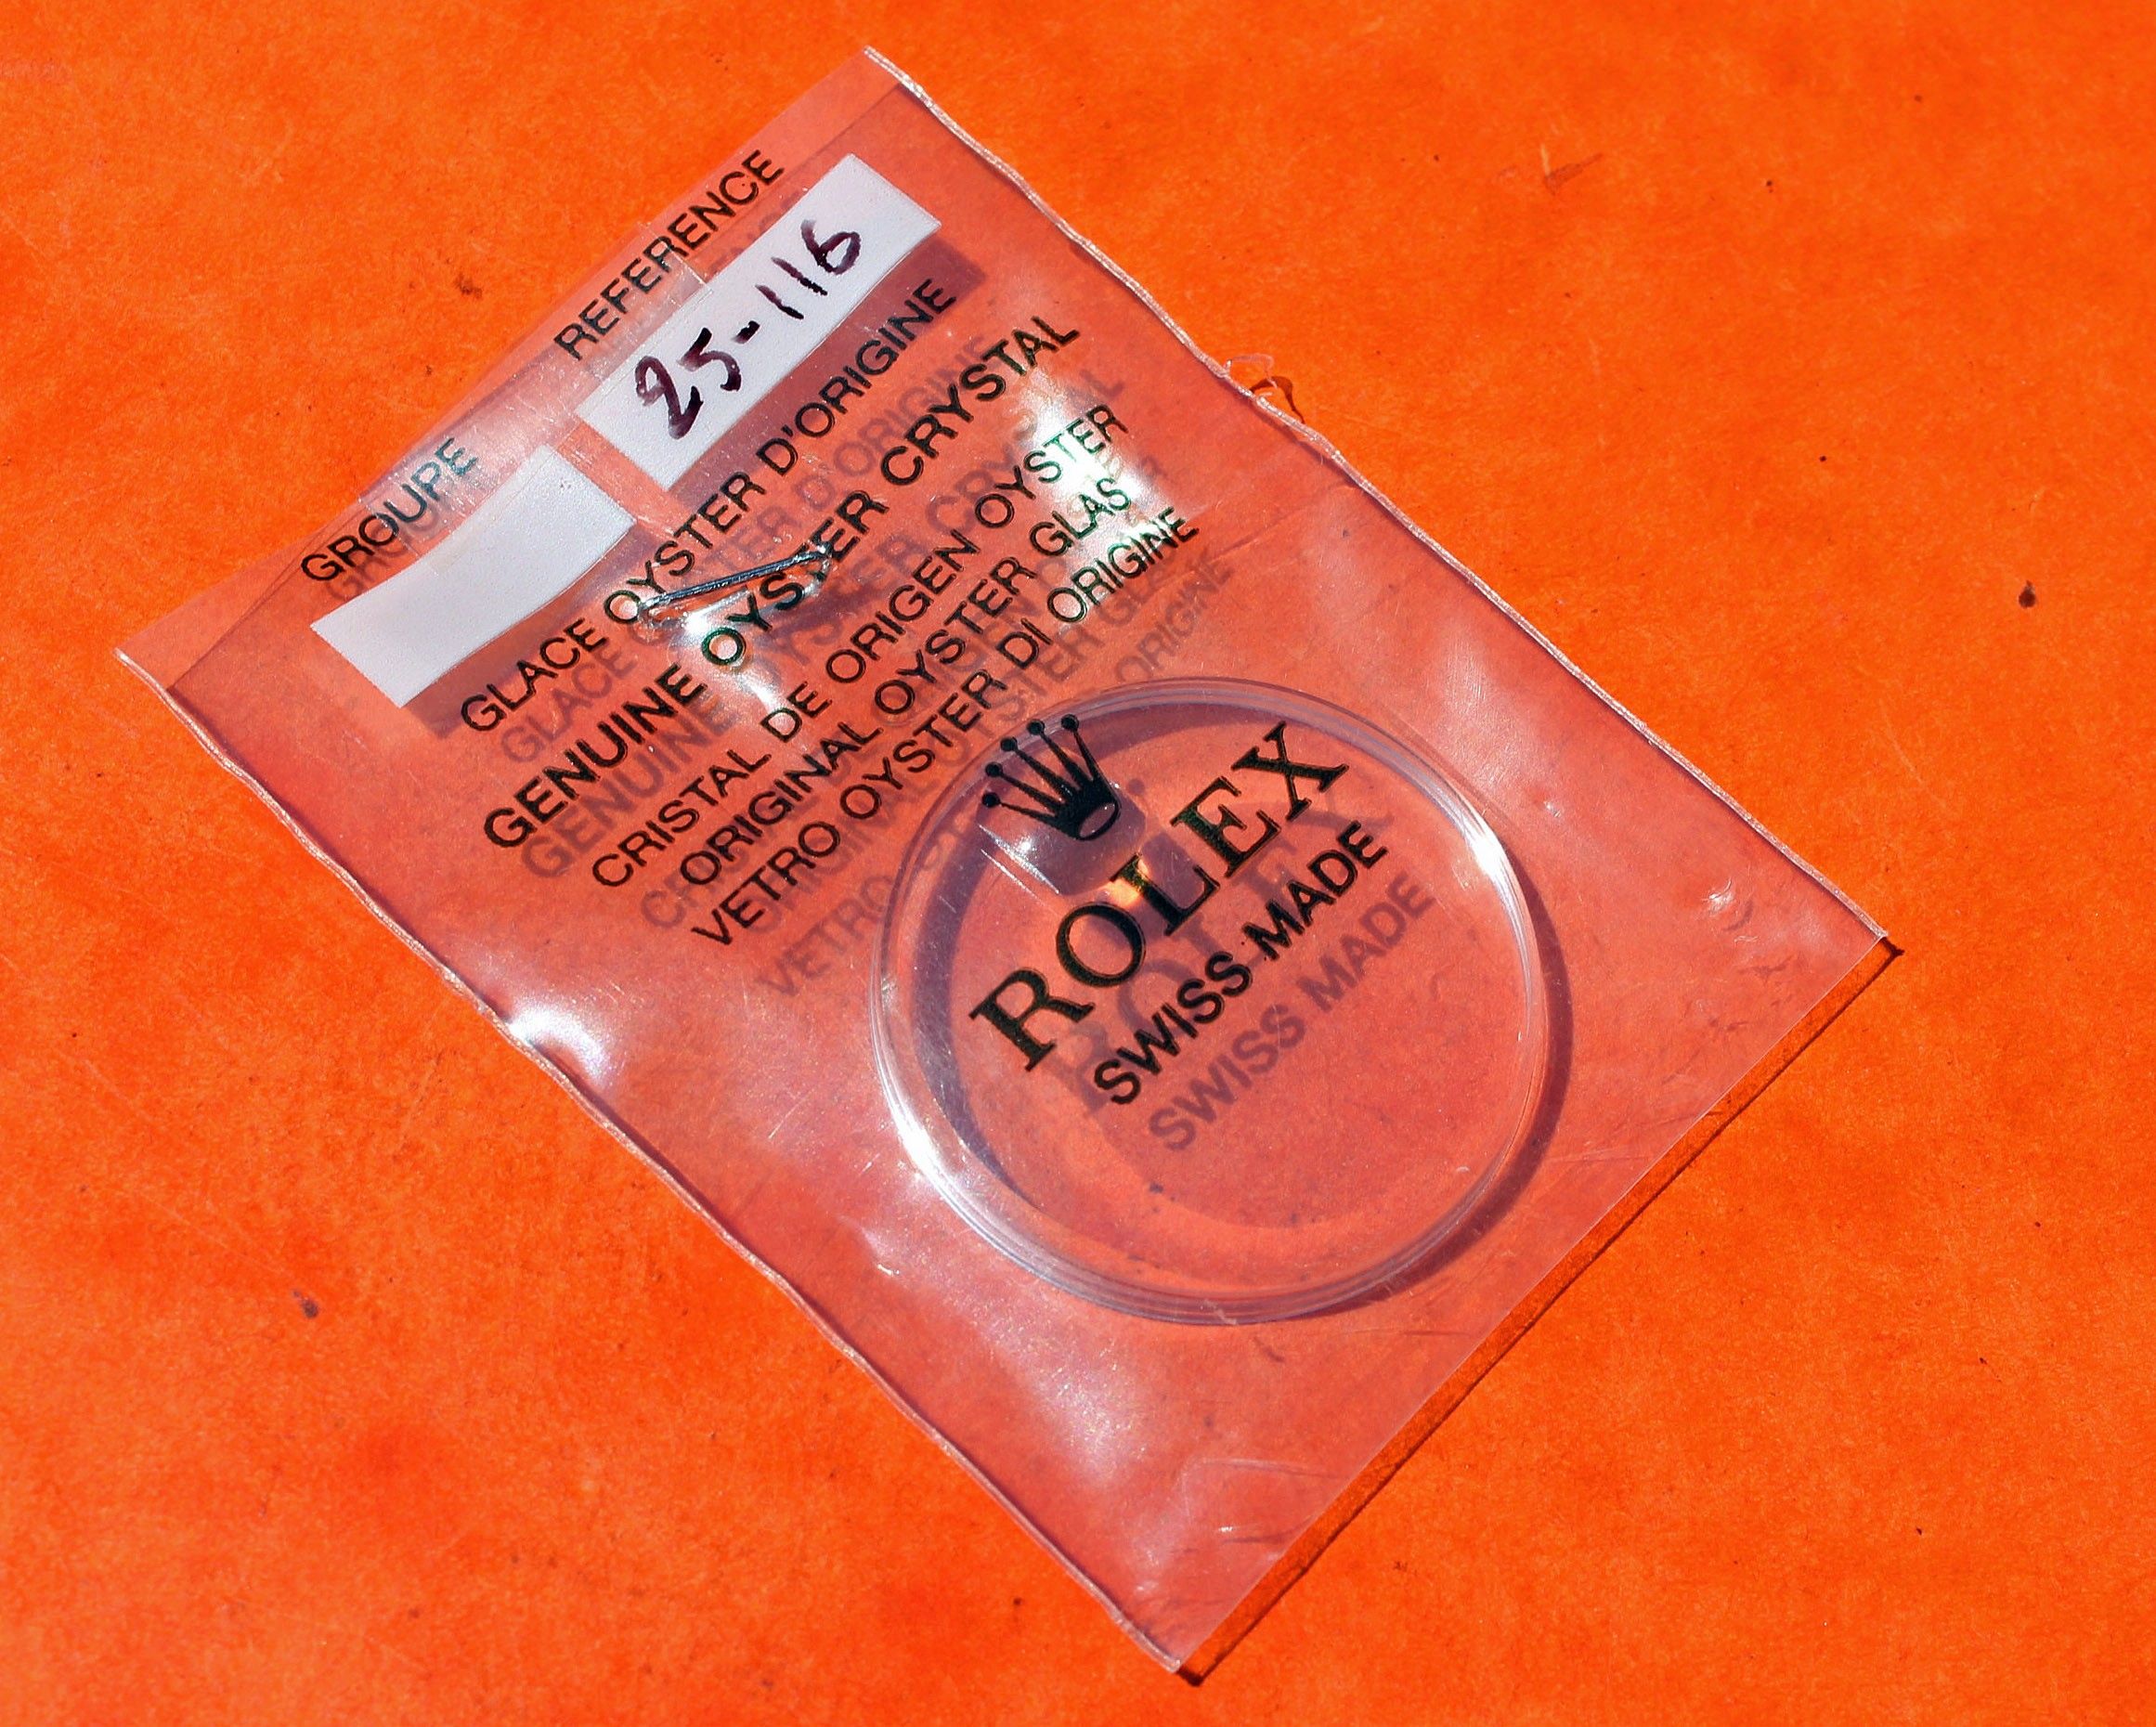 GROUPE
REFERENCE
25-116
GLACE OYSTER D'ORIGINE
GENUINE OYSTER CRYSTAL
CRISTAL DE ORIGEN OYSTER
ORIGINAL OYSTER GLAS
VETRO OYSTER DI ORIGINE
ROLEX
SWISS MADE